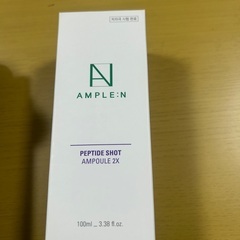 AMPLE:N
PEPTIDE SHOT
AMPOULE 2X
100ml _ 3.38 fl.oz.